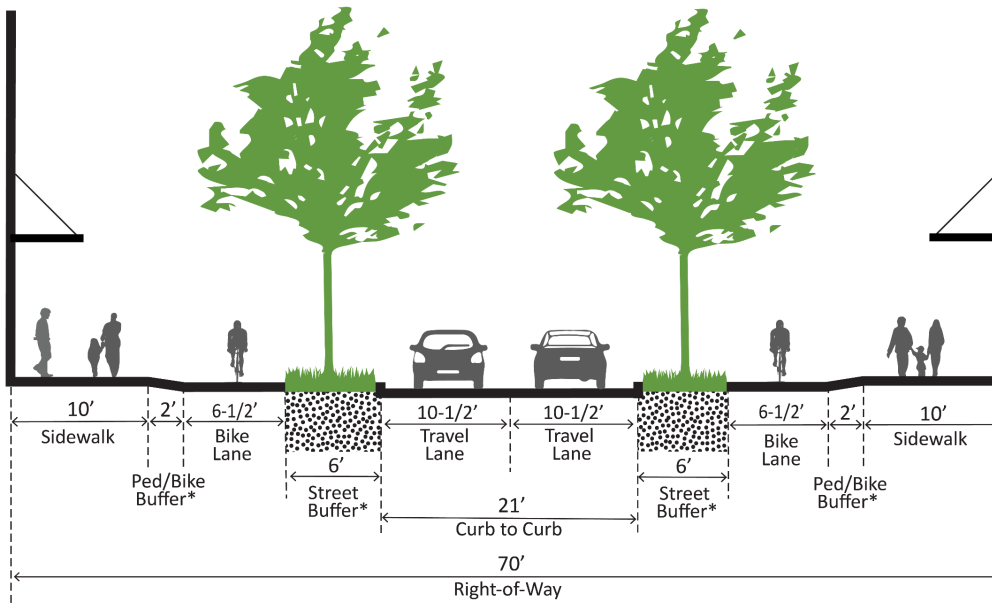 10’ 2’ 6-1/2’ 10-1/2’ 10-1/2’ 6-1/2’ 2’ 10’
Sidewalk Bike Travel Travel Bike Sidewalk
Lane Lane Lane Lane
6’ 6’
Ped/Bike Street Street Ped/Bike
Buffer* Buffer* Buffer* Buffer*
21’
Curb to Curb
70’
Right-of-Way